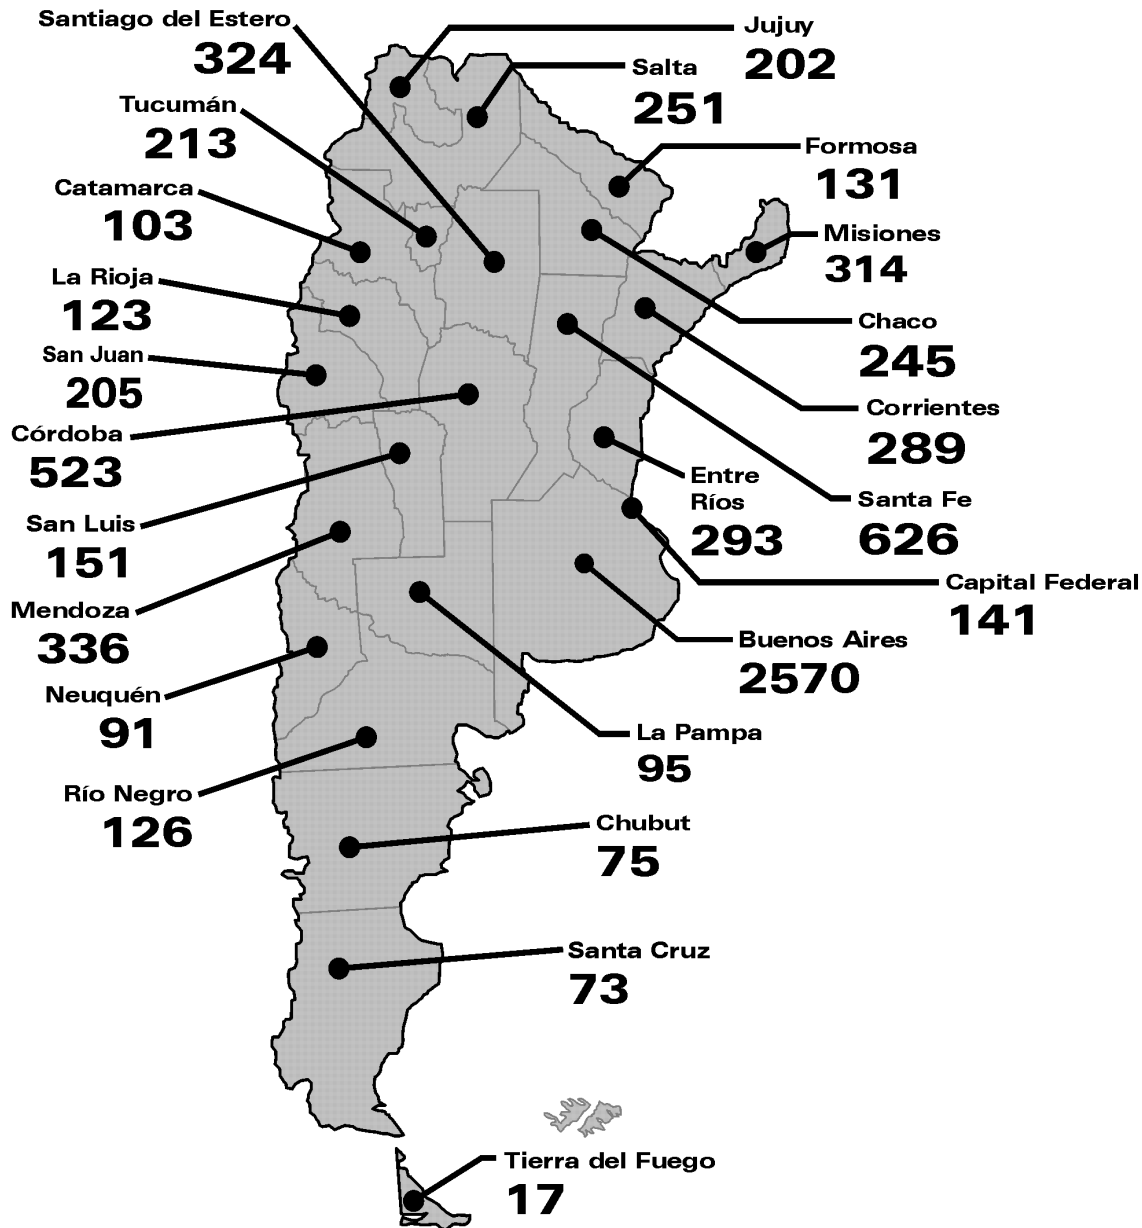 Santiago del Estero
324
Jujuy
202
Salta
251
Tucumán
213
Formosa
131
Catamarca
103
Misiones
314
La Rioja
123
Chaco
245
San Juan
205
Corrientes
289
Córdoba
523
Entre
Ríos
293
Santa Fe
626
San Luis
151
Capital Federal
141
Mendoza
336
Buenos Aires
2570
Neuquén
91
La Pampa
95
Río Negro
126
Chubut
75
Santa Cruz
73
Tierra del Fuego
17